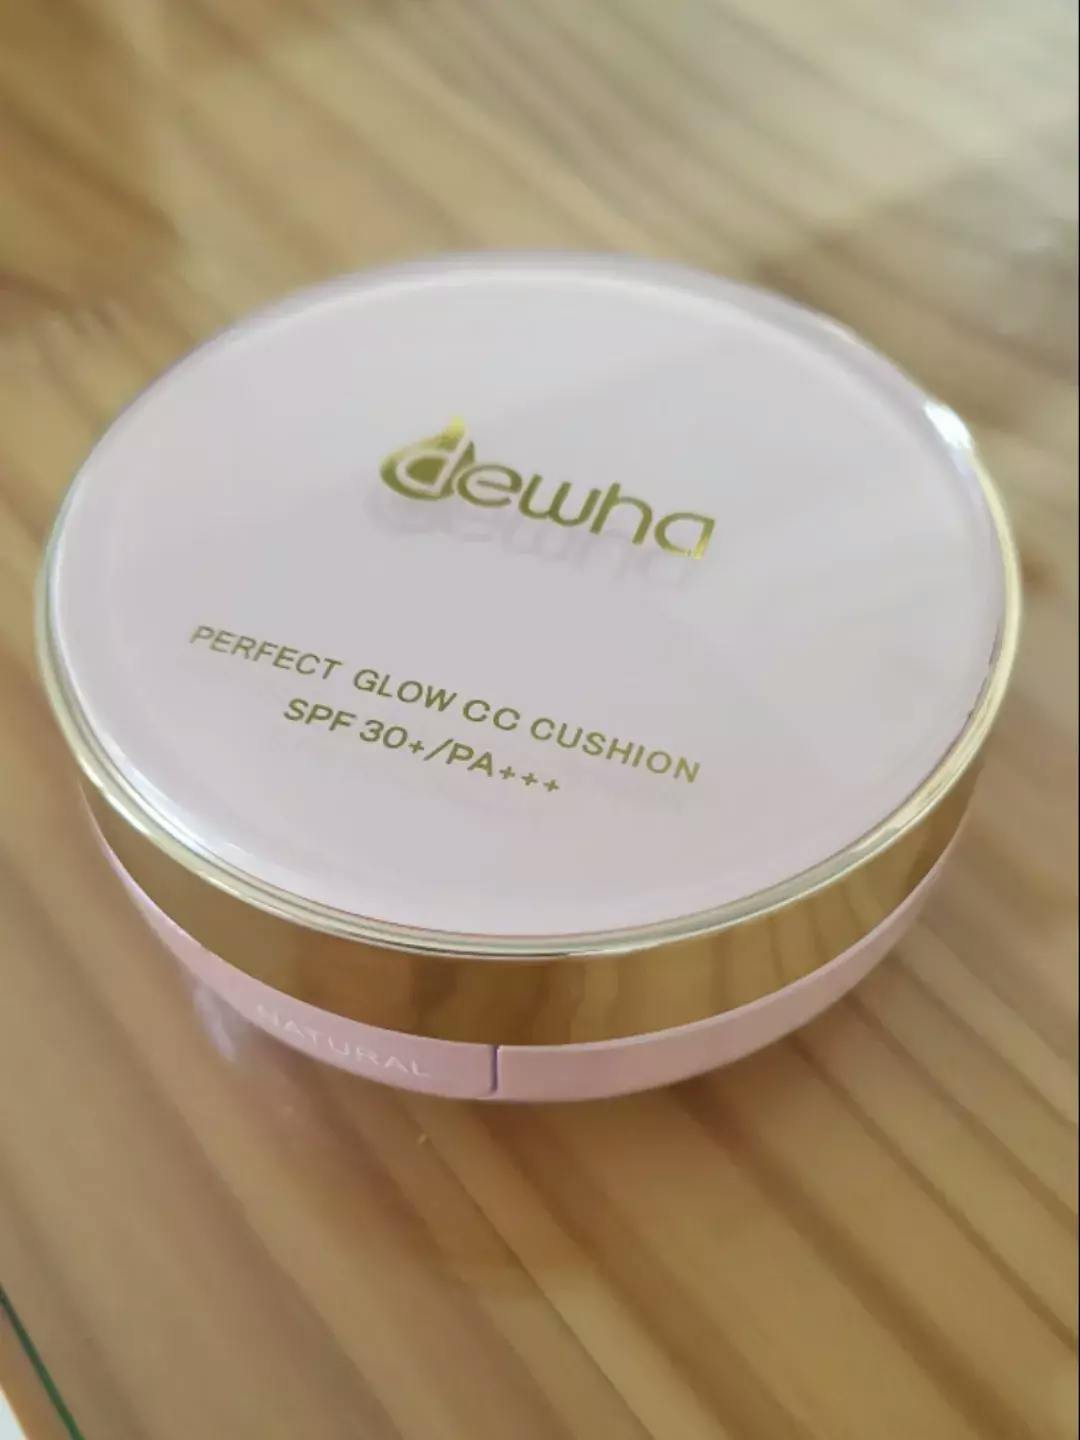 dewha
PERFECT GLOW CC CUSHION
SPF 30+/PA+++
NATURAL